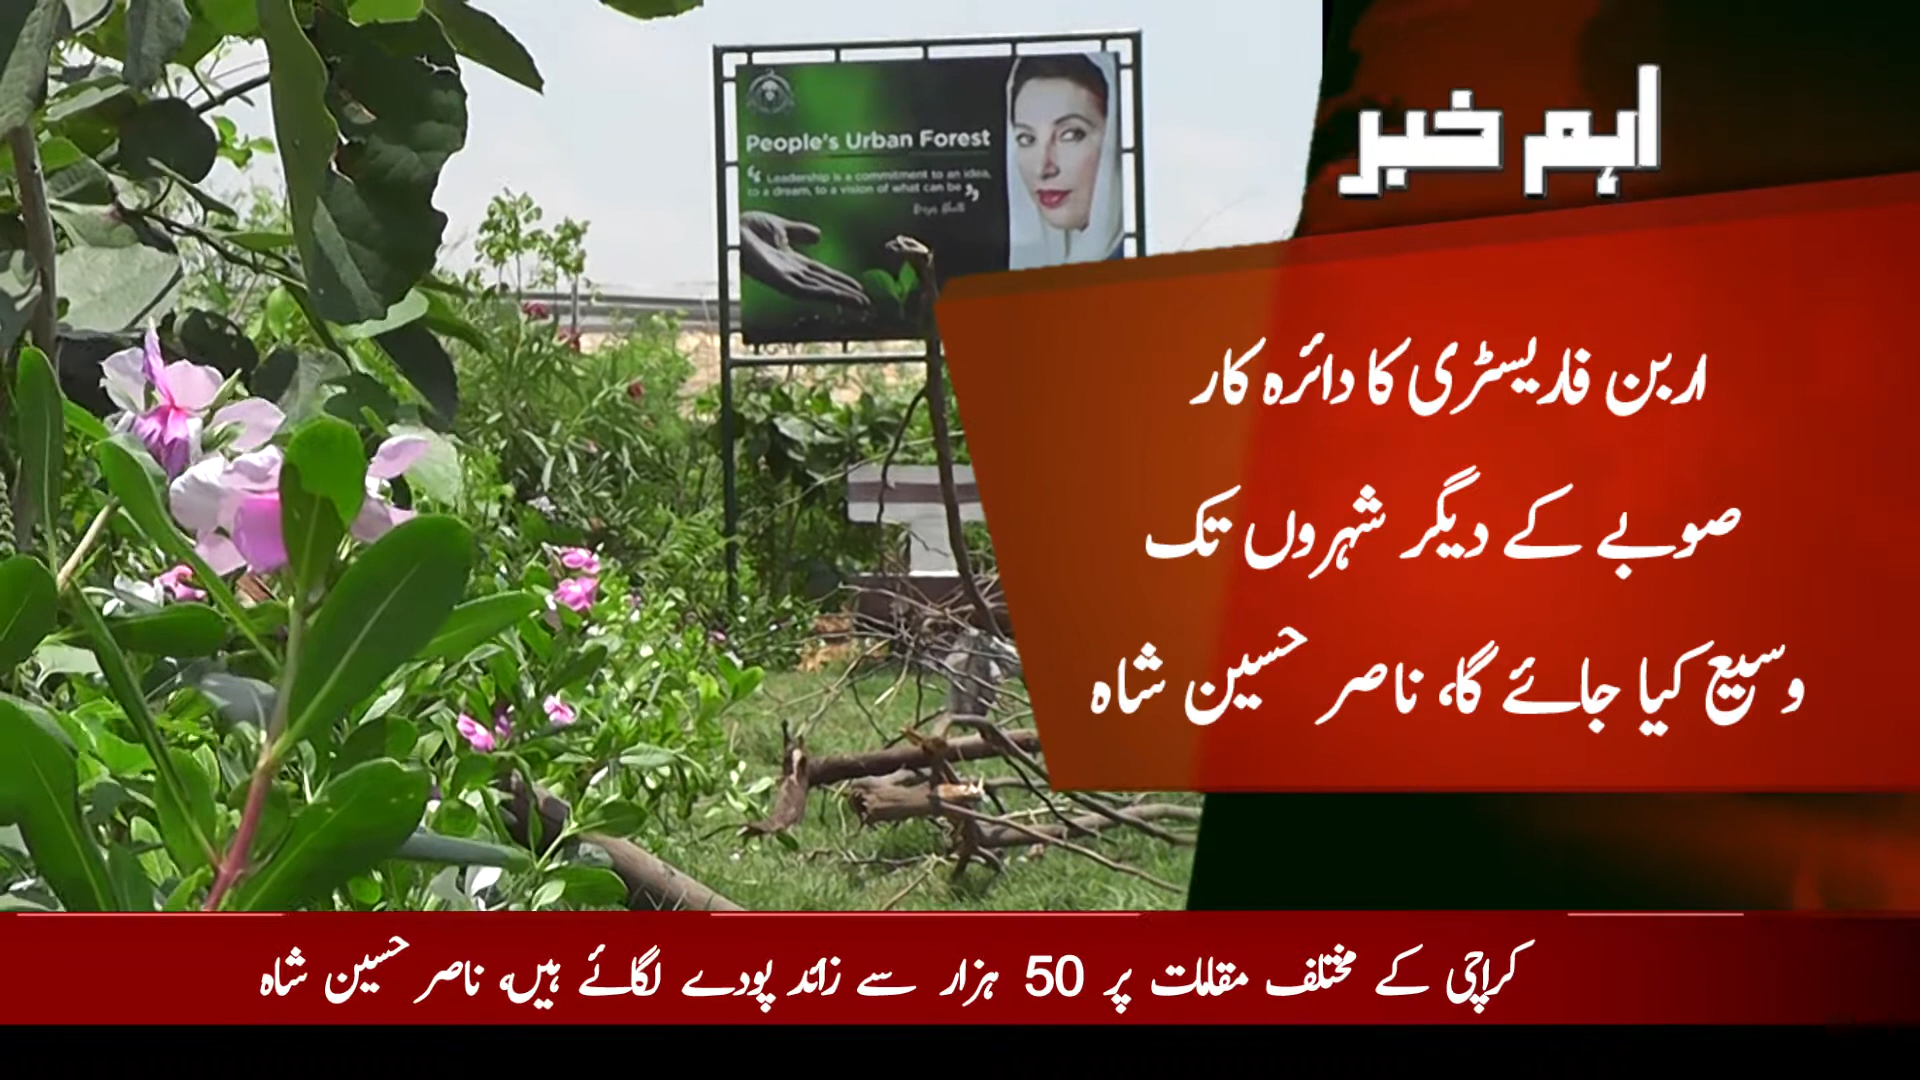 People's Urban Forest
“ Leadership is a commitment to an idea,
to a dream, to a vision of what can be ”
اہم خبر
اربن فاریسٹری کا دائرہ کار
صوبے کے دیگر شہروں تک
وسیع کیا جائے گا، ناصر حسین شاہ
کراچی کے مختلف مقامات پر 50 ہزار سے زائد پودے لگائے ہیں، ناصر حسین شاہ